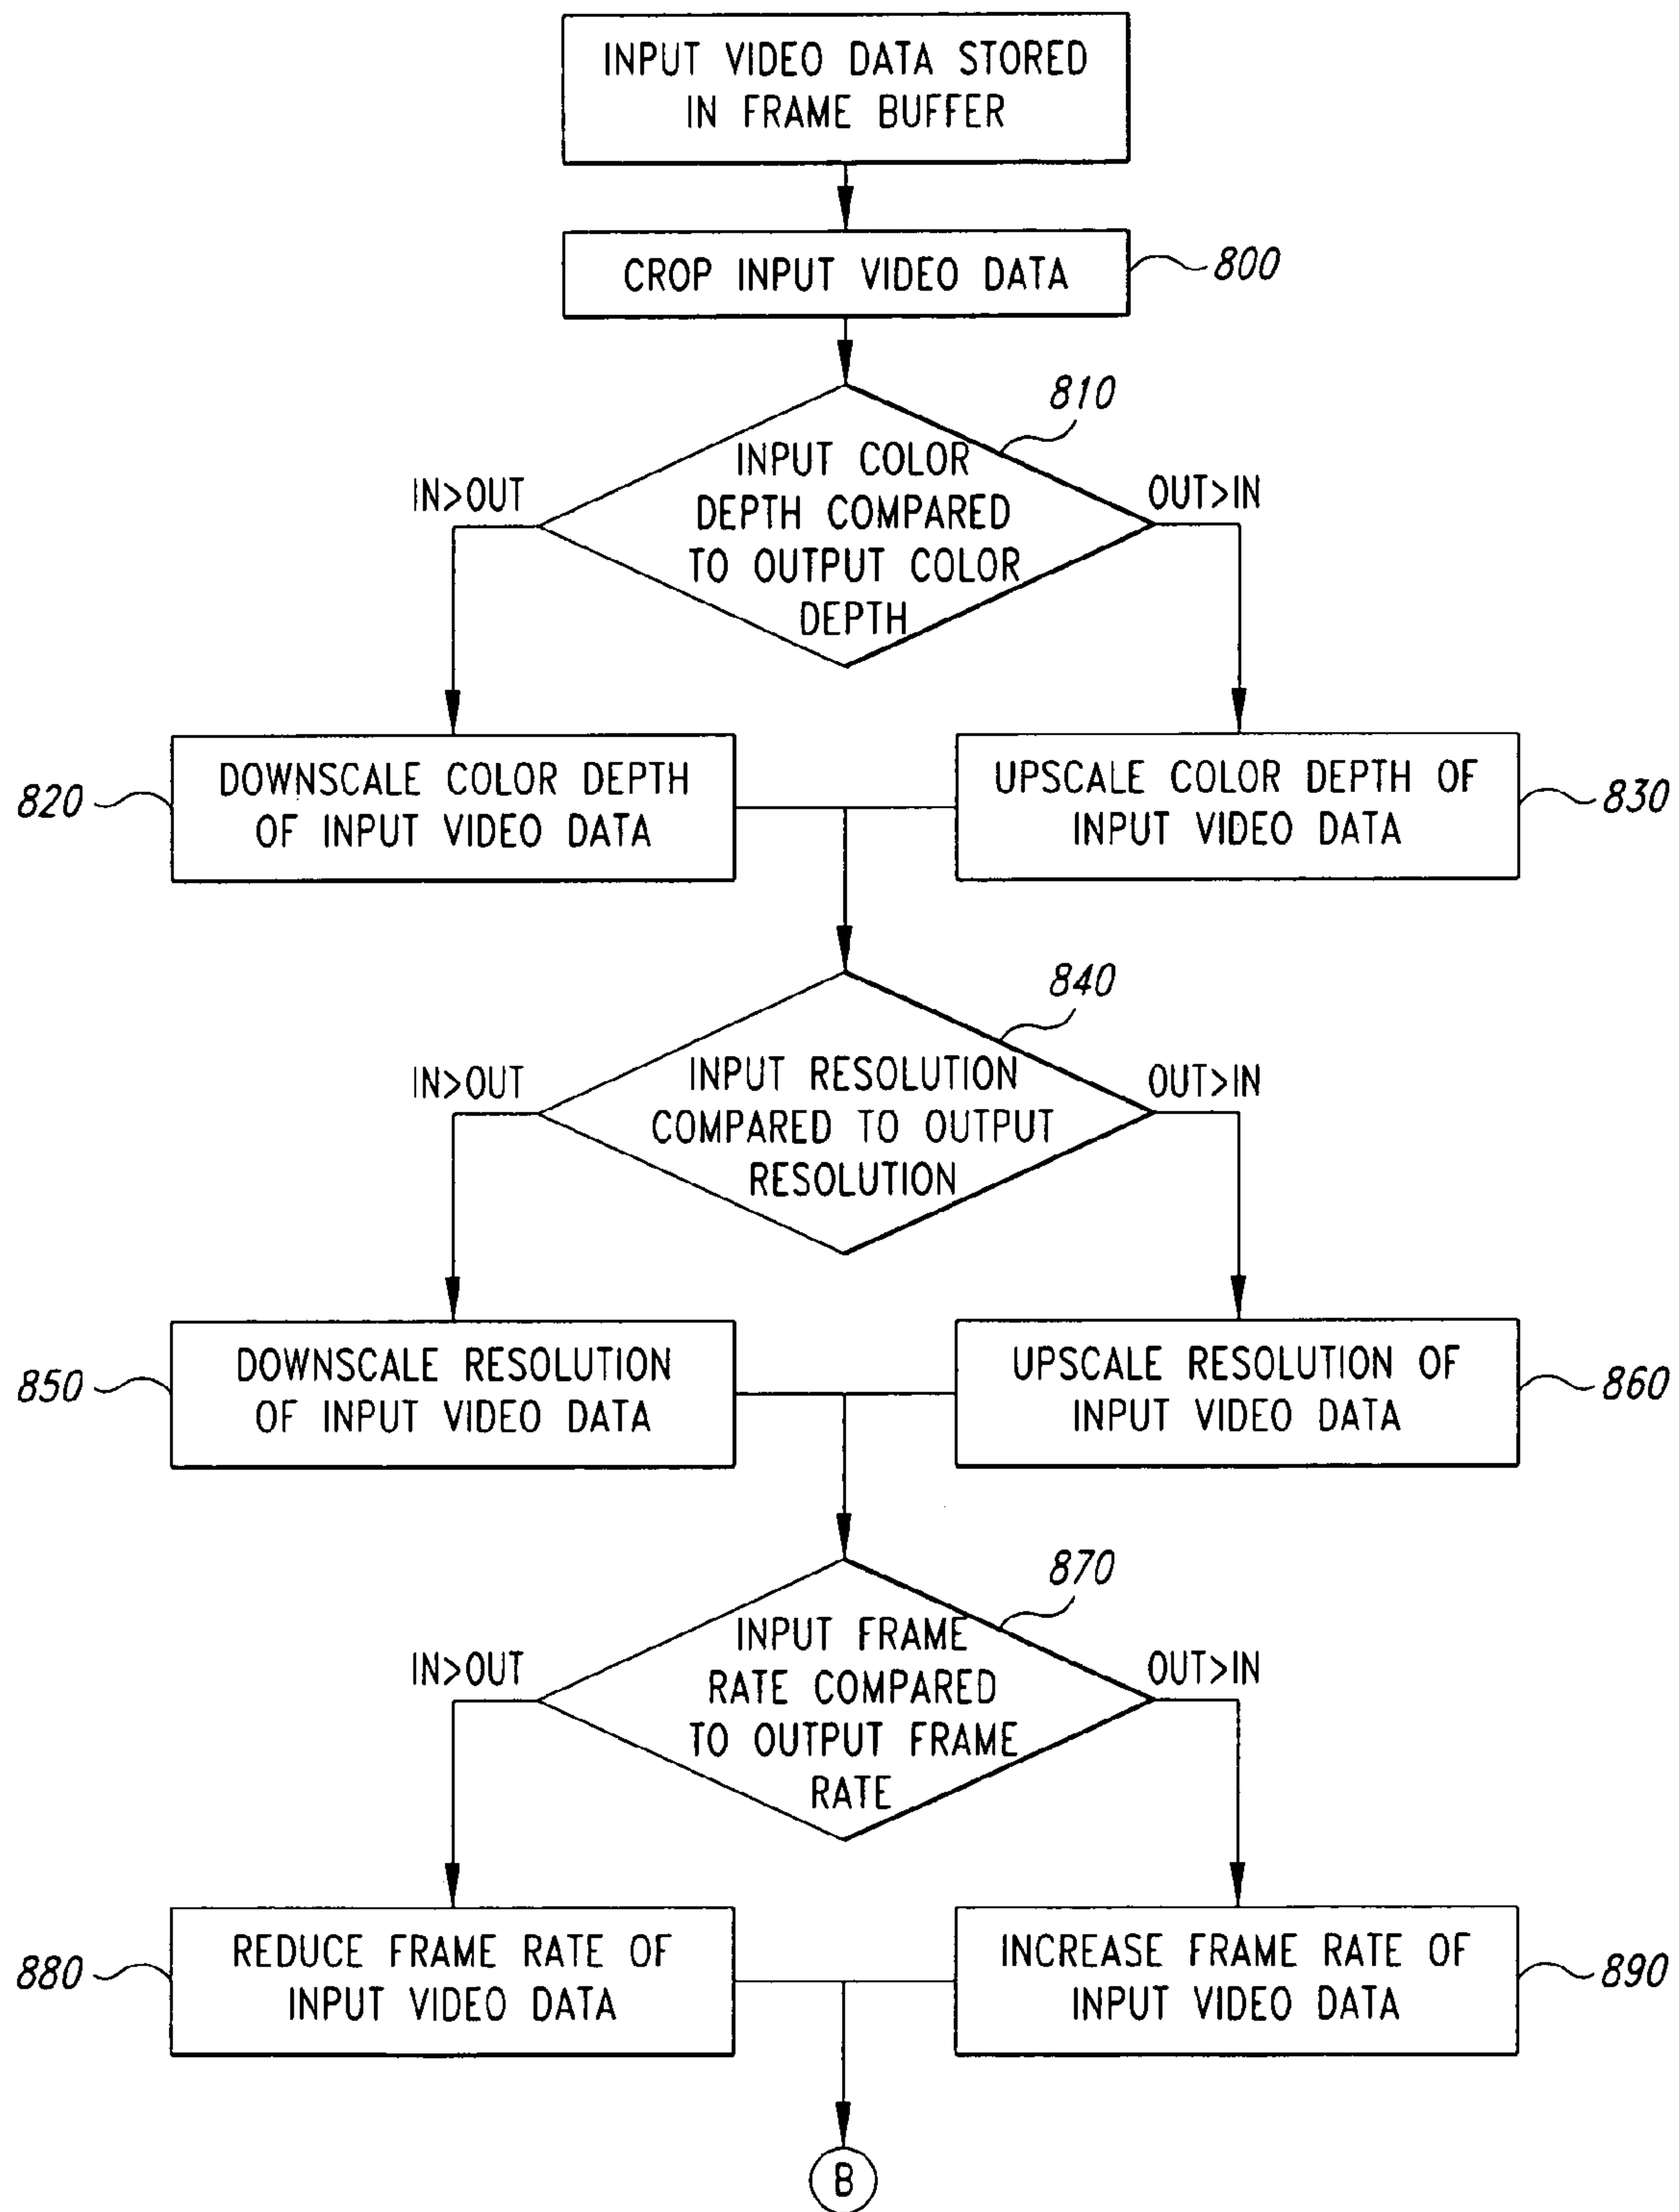 INPUT VIDEO DATA STORED
IN FRAME BUFFER
CROP INPUT VIDEO DATA
800
810
INPUT COLOR
DEPTH COMPARED
TO OUTPUT COLOR
DEPTH
IN>OUT
OUT>IN
820
DOWNSCALE COLOR DEPTH
OF INPUT VIDEO DATA
UPSCALE COLOR DEPTH OF
INPUT VIDEO DATA
830
840
INPUT RESOLUTION
COMPARED TO OUTPUT
RESOLUTION
IN>OUT
OUT>IN
850
DOWNSCALE RESOLUTION
OF INPUT VIDEO DATA
UPSCALE RESOLUTION OF
INPUT VIDEO DATA
860
870
INPUT FRAME
RATE COMPARED
TO OUTPUT FRAME
RATE
IN>OUT
OUT>IN
880
REDUCE FRAME RATE OF
INPUT VIDEO DATA
INCREASE FRAME RATE OF
INPUT VIDEO DATA
890
B